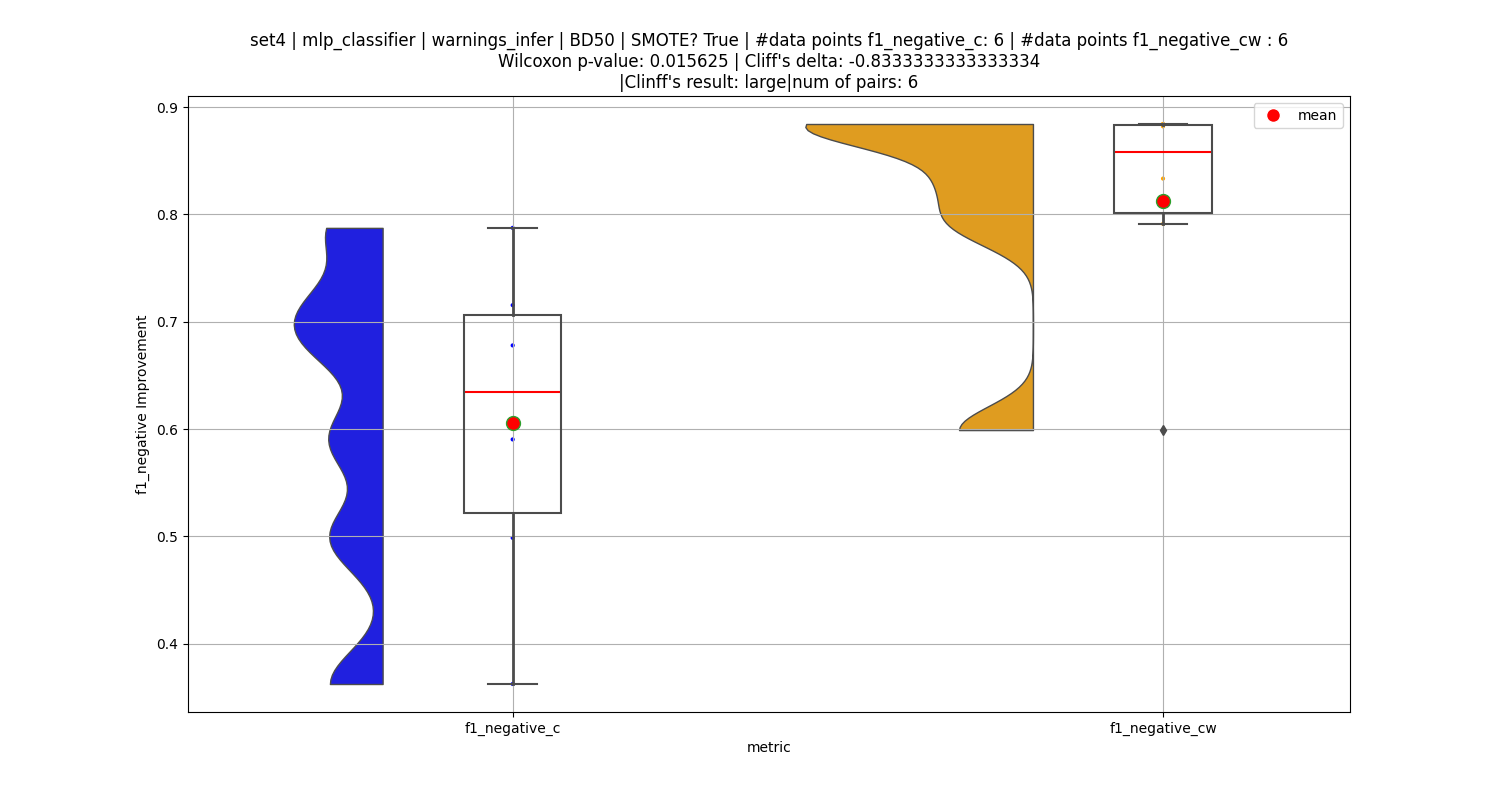 set4 | mlp_classifier | warnings_infer | BD50 | SMOTE? True | #data points f1_negative_c: 6 | #data points f1_negative_cw : 6
Wilcoxon p-value: 0.015625 | Cliff's delta: -0.8333333333333334
|Clinff's result: large|num of pairs: 6
mean
0.9
0.8
0.7
0.6
0.5
0.4
f1_negative Improvement
f1_negative_c
f1_negative_cw
metric